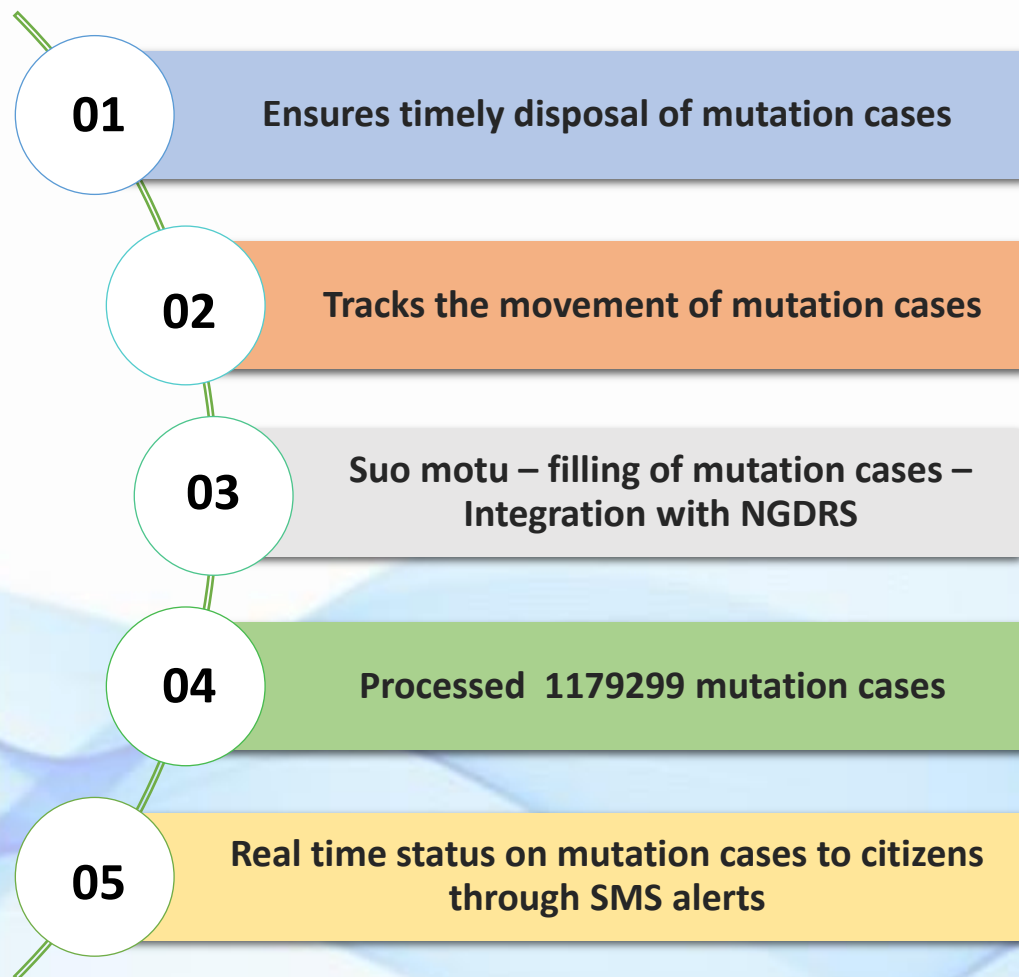 01
Ensures timely disposal of mutation cases
02
Tracks the movement of mutation cases
03
Suo motu – filling of mutation cases –
Integration with NGDRS
04
Processed  1179299 mutation cases
05
Real time status on mutation cases to citizens
through SMS alerts